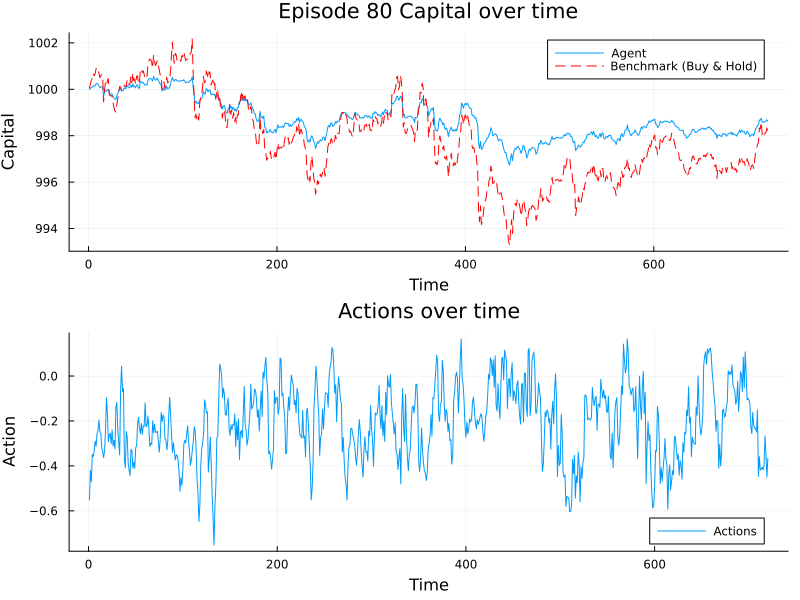 Episode 80 Capital over time
Capital
1002
1000
998
996
994
Agent
Benchmark (Buy & Hold)
0
200
400
600
Time
Actions over time
Action
0.0
−0.2
−0.4
−0.6
Actions
0
200
400
600
Time